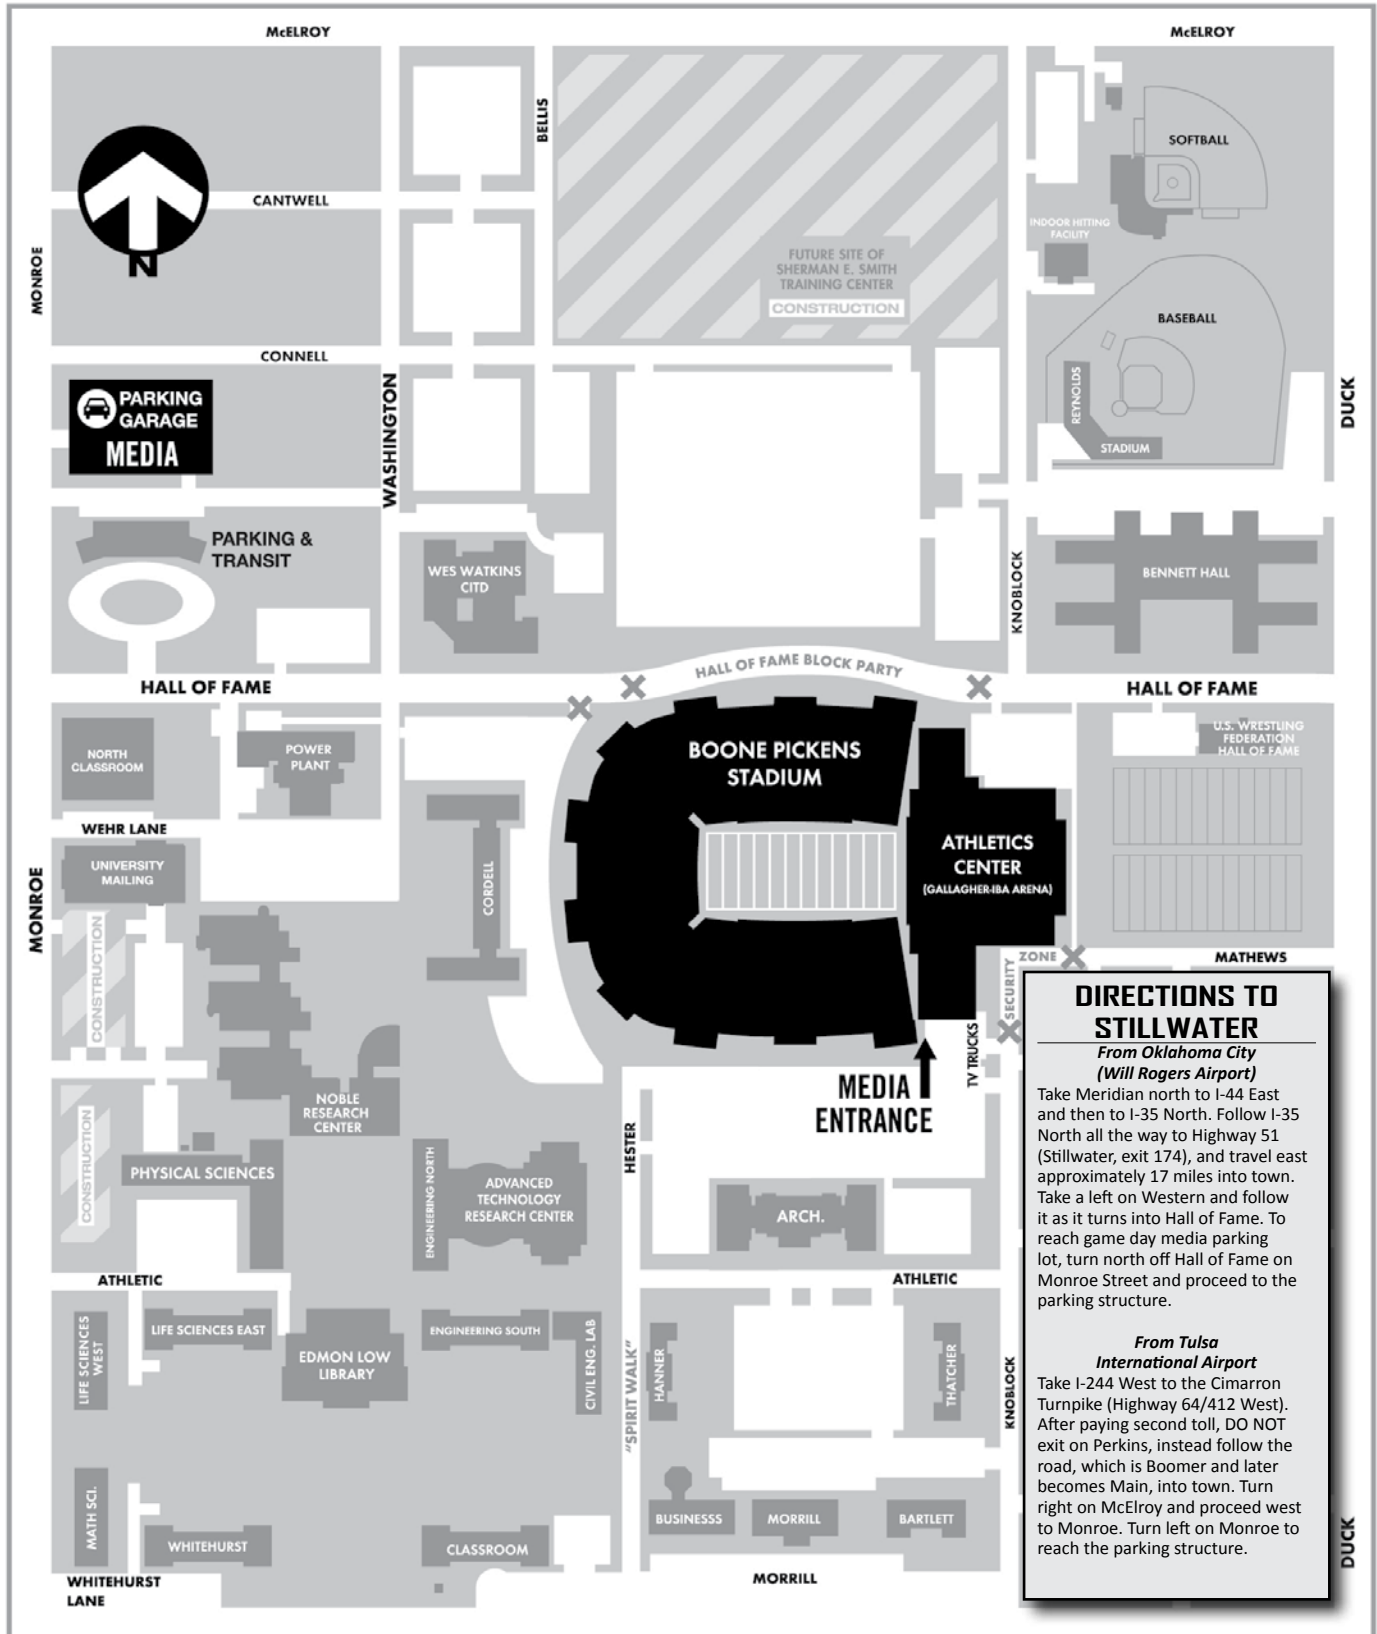 McELROY
McELROY
BELLIS
SOFTBALL
CANTWELL
N
MONROE
INDOOR HITTING
FACILITY
FUTURE SITE OF
SHERMAN E. SMITH
TRAINING CENTER
CONSTRUCTION
BASEBALL
CONNELL
WASHINGTON
REYNOLDS
STADIUM
DUCK
PARKING
GARAGE
MEDIA
PARKING &
TRANSIT
WES WATKINS
CITD
KNOBLOCK
BENNETT HALL
HALL OF FAME BLOCK PARTY
HALL OF FAME
HALL OF FAME
NORTH
CLASSROOM
POWER
PLANT
BOONE PICKENS
STADIUM
U.S. WRESTLING
FEDERATION
HALL OF FAME
WEHR LANE
UNIVERSITY
MAILING
MONROE
CORDELL
ATHLETICS
CENTER
(GALLAGHER-IBA ARENA)
CONSTRUCTION
SECURITY
ZONE
MATHEWS
TV TRUCKS
MEDIA
ENTRANCE
NOBLE
RESEARCH
CENTER
CONSTRUCTION
PHYSICAL SCIENCES
ENGINEERING NORTH
ADVANCED
TECHNOLOGY
RESEARCH CENTER
HESTER
ARCH.
ATHLETIC
ATHLETIC
LIFE SCIENCES
WEST
LIFE SCIENCES EAST
EDMON LOW
LIBRARY
ENGINEERING SOUTH
CIVIL ENG. LAB
"SPIRIT WALK"
HANNER
THATCHER
KNOBLOCK
MATH SCI.
WHITEHURST
CLASSROOM
BUSINESSS
MORRILL
BARTLETT
WHITEHURST
LANE
MORRILL
DUCK
DIRECTIONS TO
STILLWATER
From Oklahoma City
(Will Rogers Airport)
Take Meridian north to I-44 East
and then to I-35 North. Follow I-35
North all the way to Highway 51
(Stillwater, exit 174), and travel east
approximately 17 miles into town.
Take a left on Western and follow
it as it turns into Hall of Fame. To
reach game day media parking
lot, turn north off Hall of Fame on
Monroe Street and proceed to the
parking structure.
From Tulsa
International Airport
Take I-244 West to the Cimarron
Turnpike (Highway 64/412 West).
After paying second toll, DO NOT
exit on Perkins, instead follow the
road, which is Boomer and later
becomes Main, into town. Turn
right on McElroy and proceed west
to Monroe. Turn left on Monroe to
reach the parking structure.